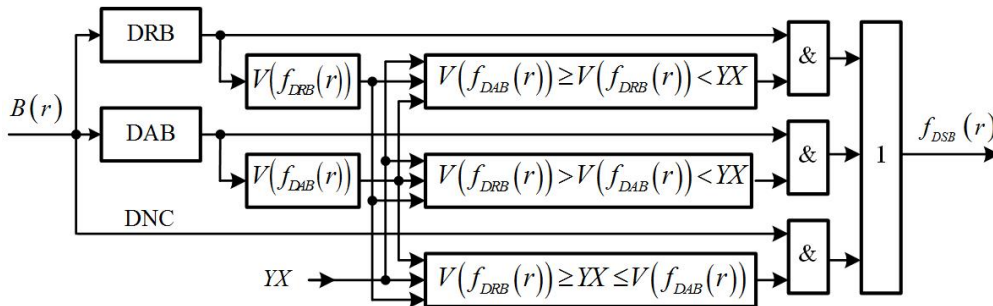 DRB
&
V(f_DRB(r))
V(f_DAB(r)) ≥ V(f_DRB(r)) < YX
B(r)
DAB
&
1
f_DSB(r)
V(f_DAB(r))
V(f_DRB(r)) > V(f_DAB(r)) < YX
DNC
&
YX
V(f_DRB(r)) ≥ YX ≤ V(f_DAB(r))